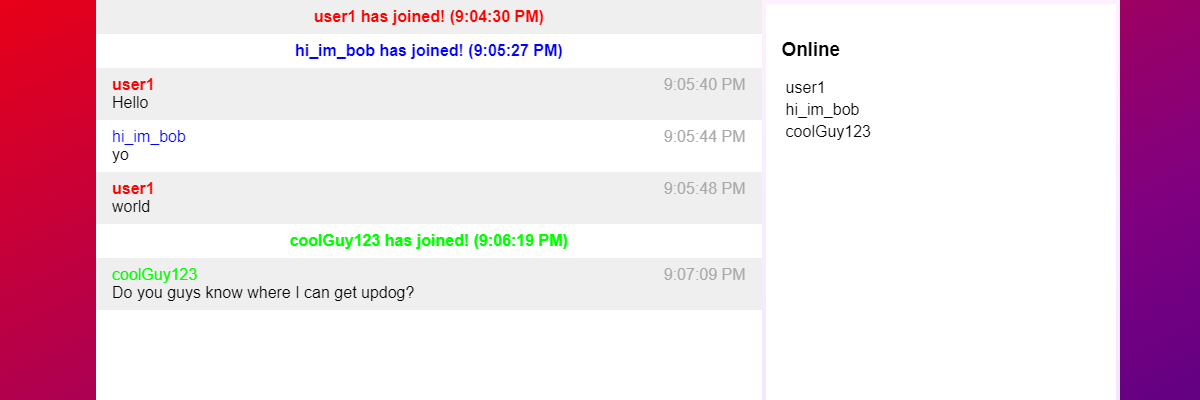 user1 has joined! (9:04:30 PM)
hi_im_bob has joined! (9:05:27 PM)
user1 9:05:40 PM
Hello
hi_im_bob 9:05:44 PM
yo
user1 9:05:48 PM
world
coolGuy123 has joined! (9:06:19 PM)
coolGuy123 9:07:09 PM
Do you guys know where I can get updog?
Online
user1
hi_im_bob
coolGuy123